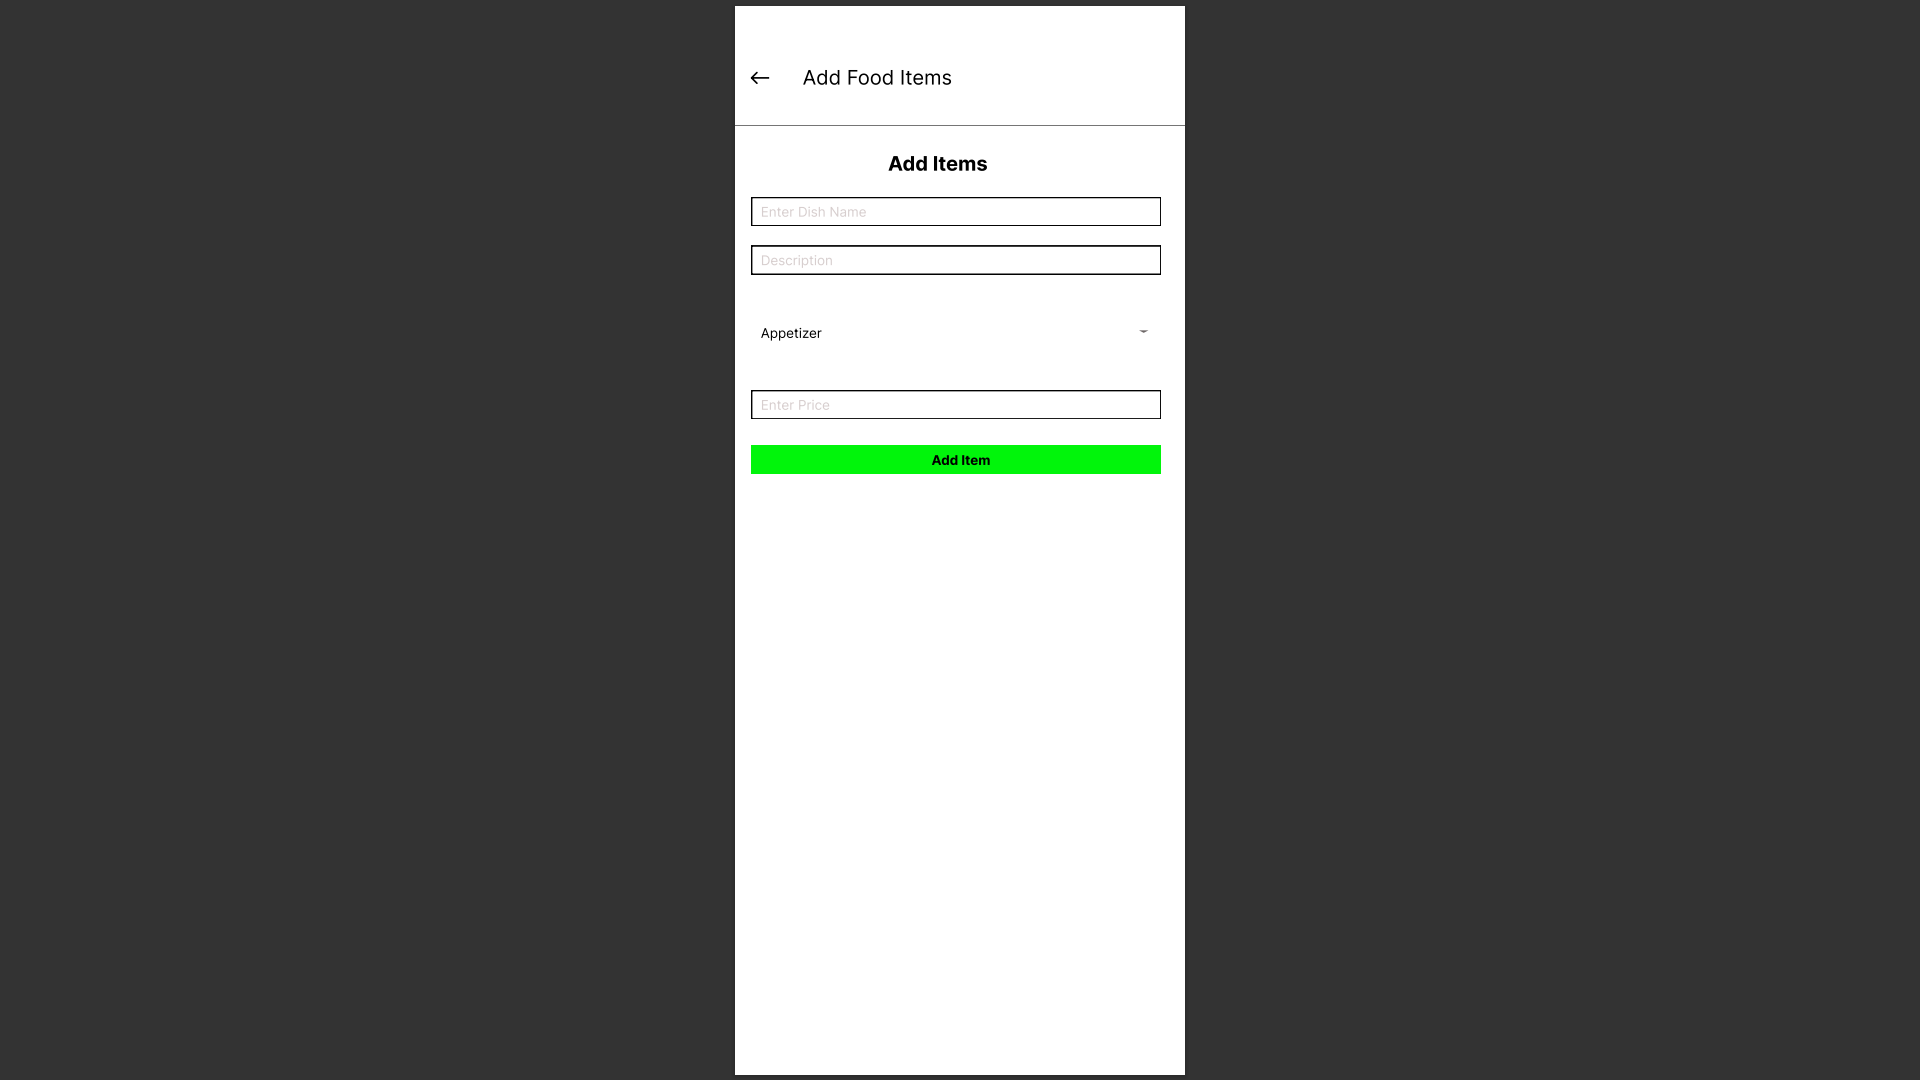 Add Food Items
Add Items
Enter Dish Name
Description
Appetizer
Enter Price
Add Item